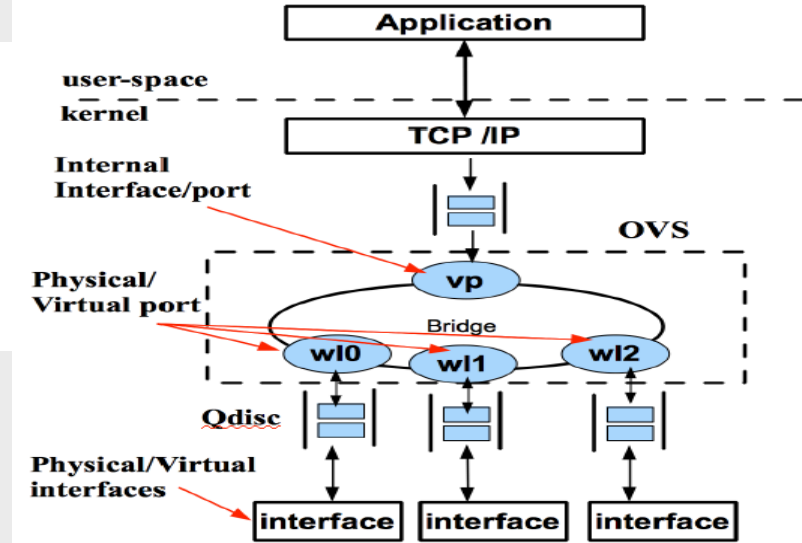 Application
user-space
kernel
TCP /IP
Internal
Interface/port
OVS
vp
Physical/
Virtual port
Bridge
wl0
wl1
wl2
Qdisc
Physical/Virtual
interfaces
interface
interface
interface